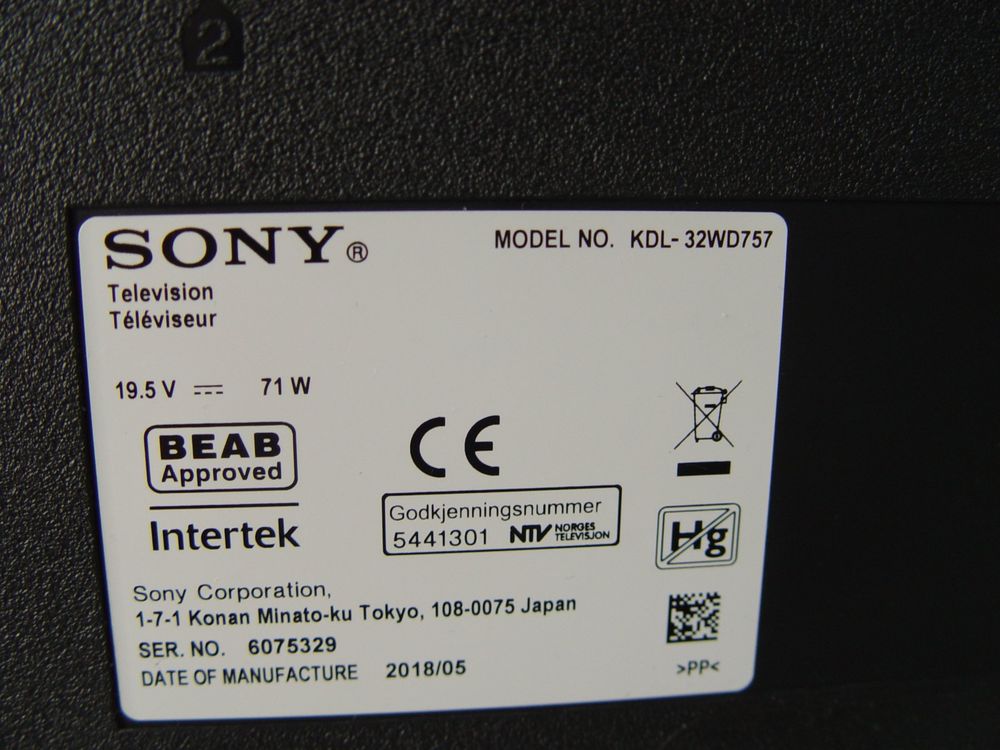 2
SONY®
MODEL NO. KDL-32WD757
Television
Téléviseur
19.5 V 71 W
BEAB
Approved
CE
Intertek
Godkjenningsnummer
5441301 NTV NORGES TELEVISJON
Hg
Sony Corporation,
1-7-1 Konan Minato-ku Tokyo, 108-0075 Japan
SER. NO. 6075329
DATE OF MANUFACTURE 2018/05
>PP<